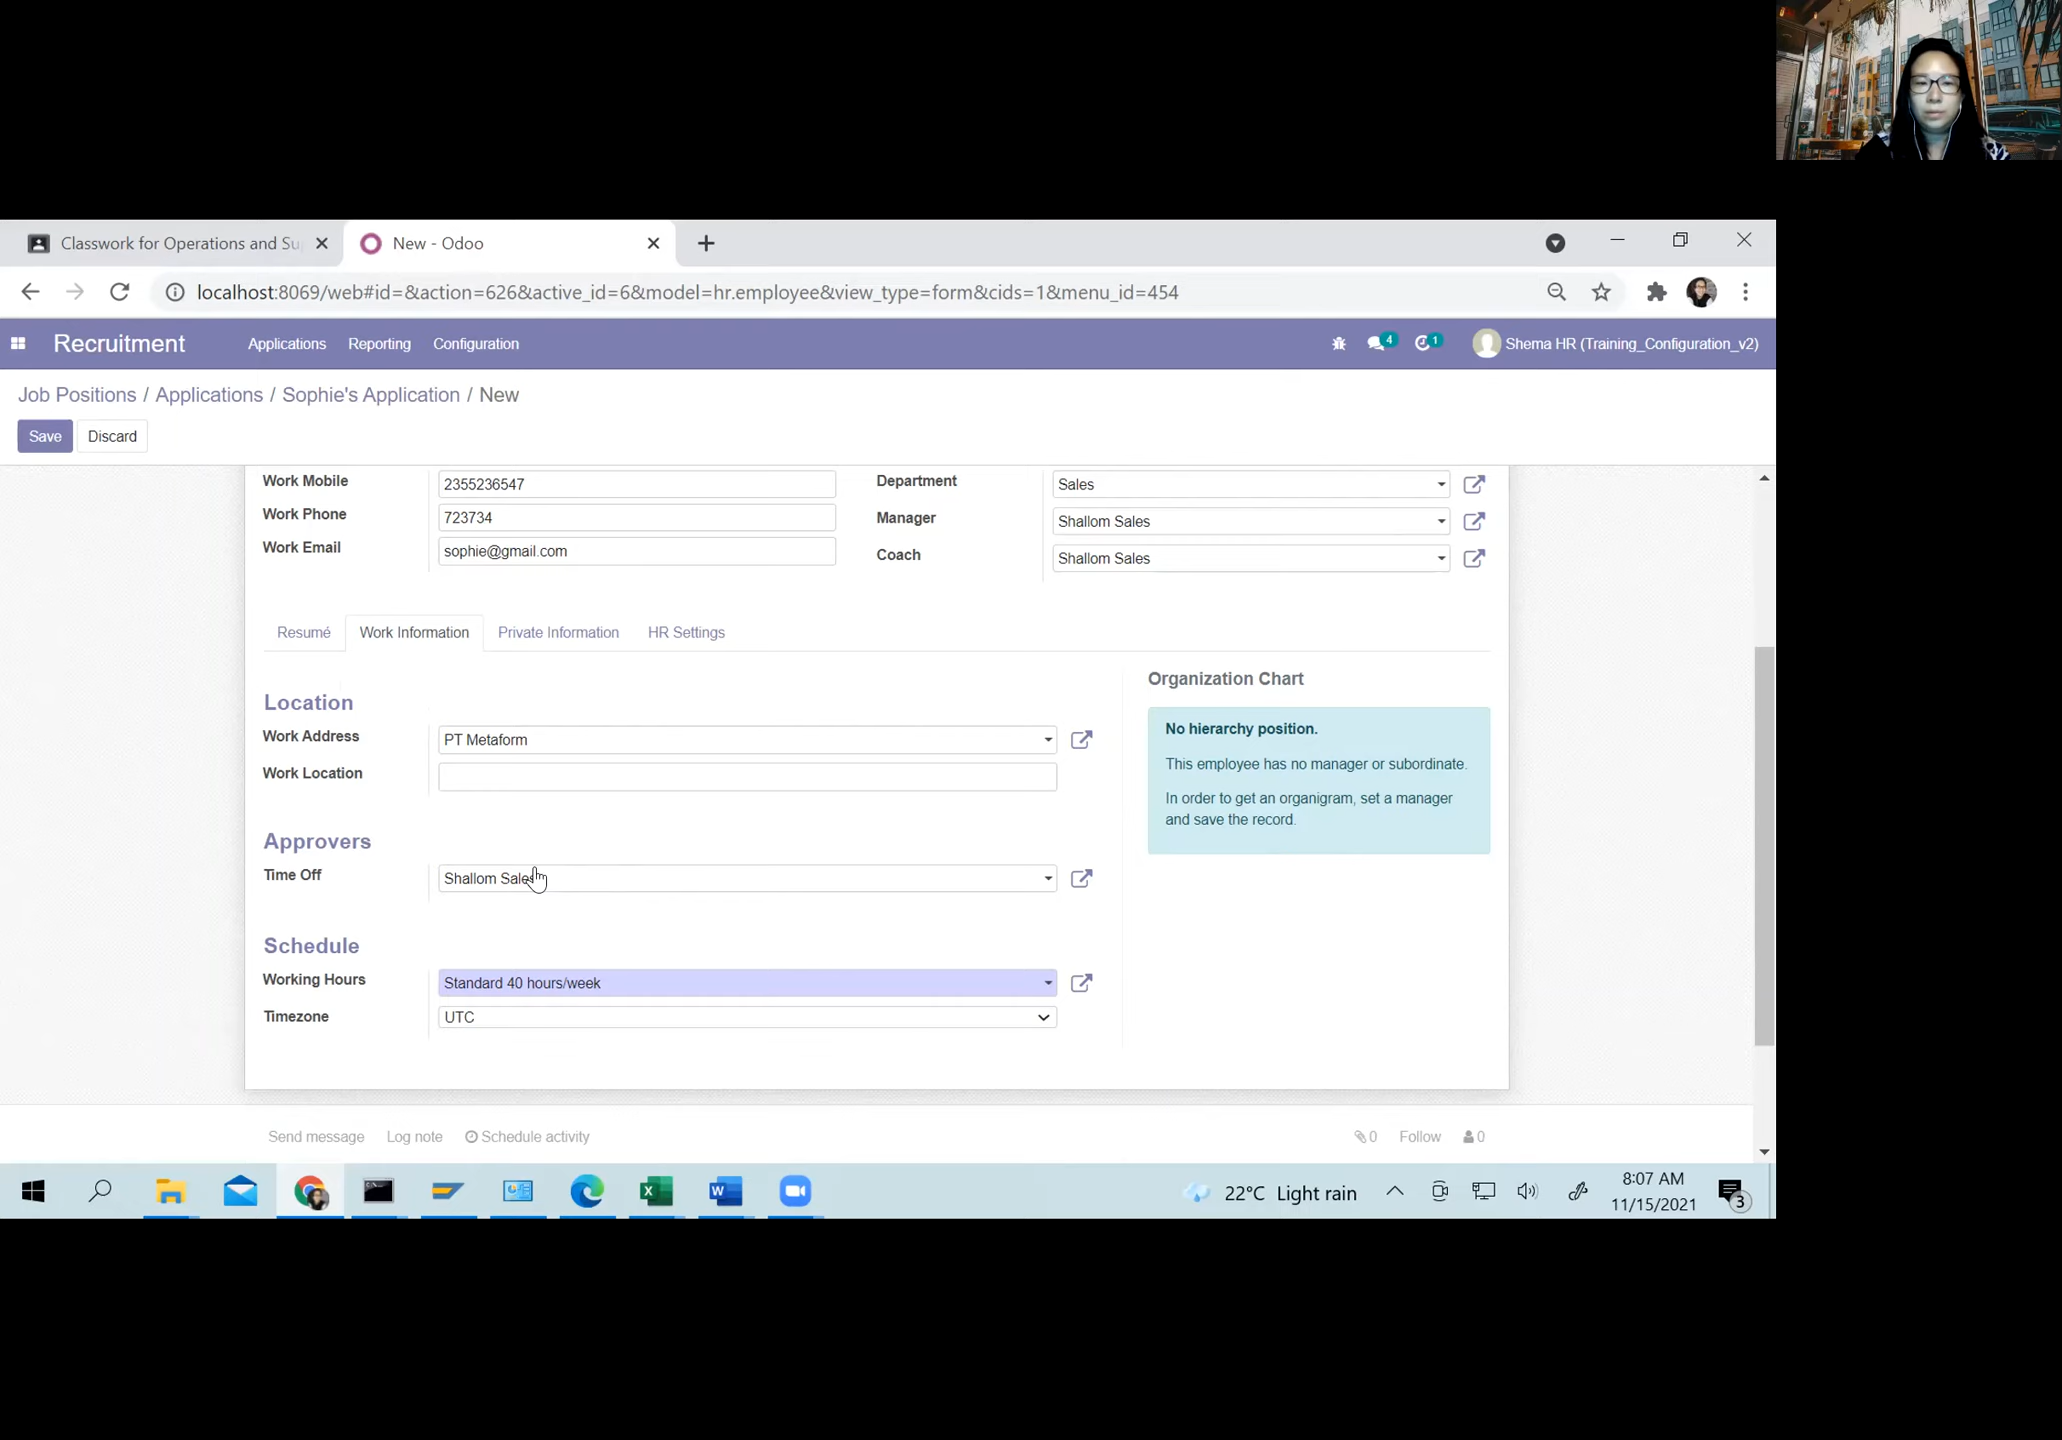 Classwork for Operations and Su
New - Odoo
localhost:8069/web#id=&action=626&active_id=6&model=hr.employee&view_type=form&cids=1&menu_id=454
Recruitment
Applications
Reporting
Configuration
4
1
Shema HR (Training_Configuration_v2)
Job Positions / Applications / Sophie's Application / New
Save
Discard
Work Mobile
2355236547
Department
Sales
Work Phone
723734
Manager
Shallom Sales
Work Email
sophie@gmail.com
Coach
Shallom Sales
Resumé
Work Information
Private Information
HR Settings
Location
Work Address
PT Metaform
Work Location
Approvers
Time Off
Shallom Sales
Schedule
Working Hours
Standard 40 hours/week
Timezone
UTC
Organization Chart
No hierarchy position.
This employee has no manager or subordinate.
In order to get an organigram, set a manager
and save the record.
Send message
Log note
Schedule activity
0
Follow
0
22°C Light rain
8:07 AM
11/15/2021
3